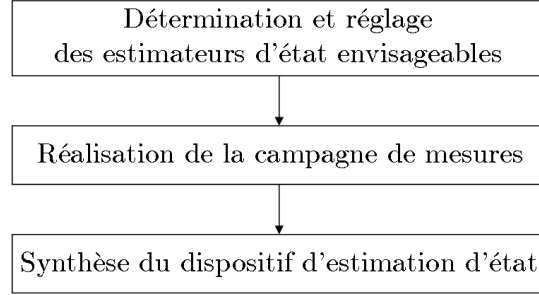 Détermination et réglage
des estimateurs d'état envisageables
Réalisation de la campagne de mesures
Synthèse du dispositif d'estimation d'état